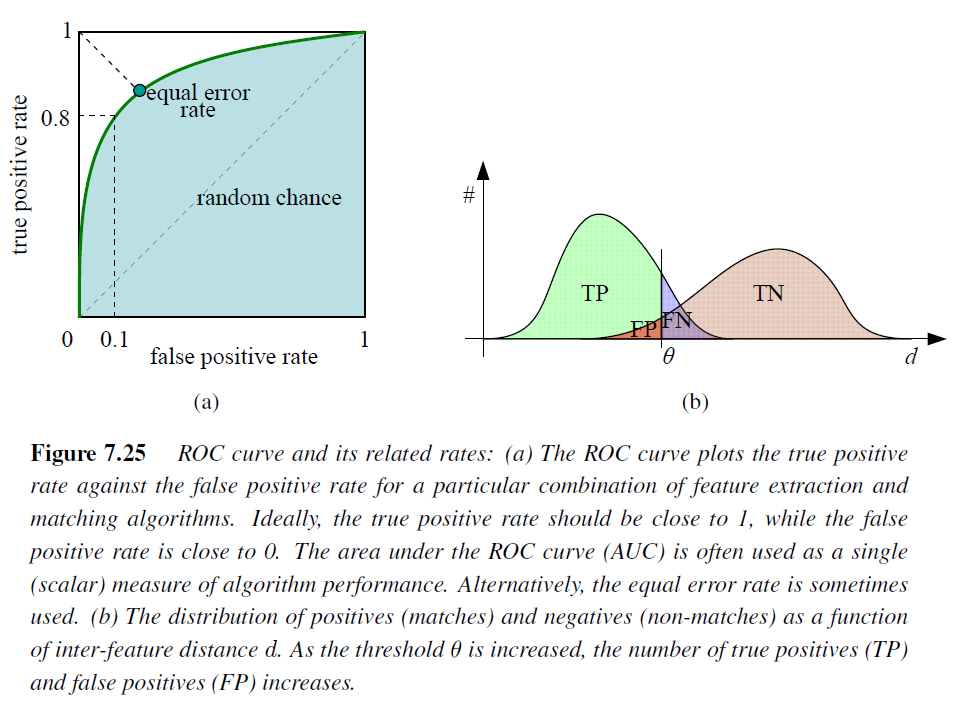 1
true positive rate
0.8
equal error
rate
random chance
0
0.1
1
false positive rate
(a)
#
TP
FP
FN
TN
θ
d
(b)
Figure 7.25 ROC curve and its related rates: (a) The ROC curve plots the true positive
rate against the false positive rate for a particular combination of feature extraction and
matching algorithms. Ideally, the true positive rate should be close to 1, while the false
positive rate is close to 0. The area under the ROC curve (AUC) is often used as a single
(scalar) measure of algorithm performance. Alternatively, the equal error rate is sometimes
used. (b) The distribution of positives (matches) and negatives (non-matches) as a function
of inter-feature distance d. As the threshold θ is increased, the number of true positives (TP)
and false positives (FP) increases.